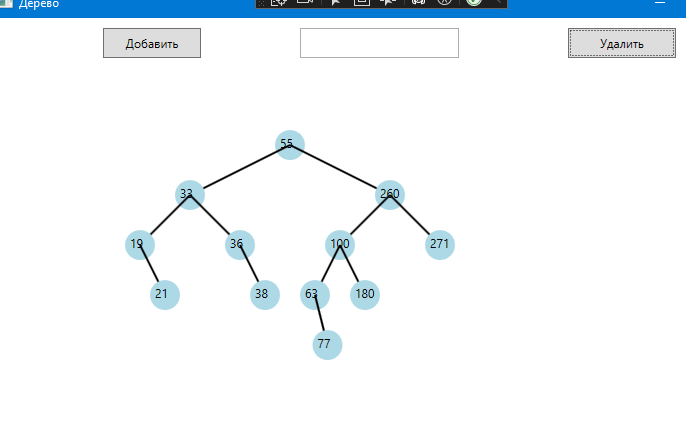 Дерево
Добавить
Удалить
55
33 260
19 36 100 271
21 38 63 180
77